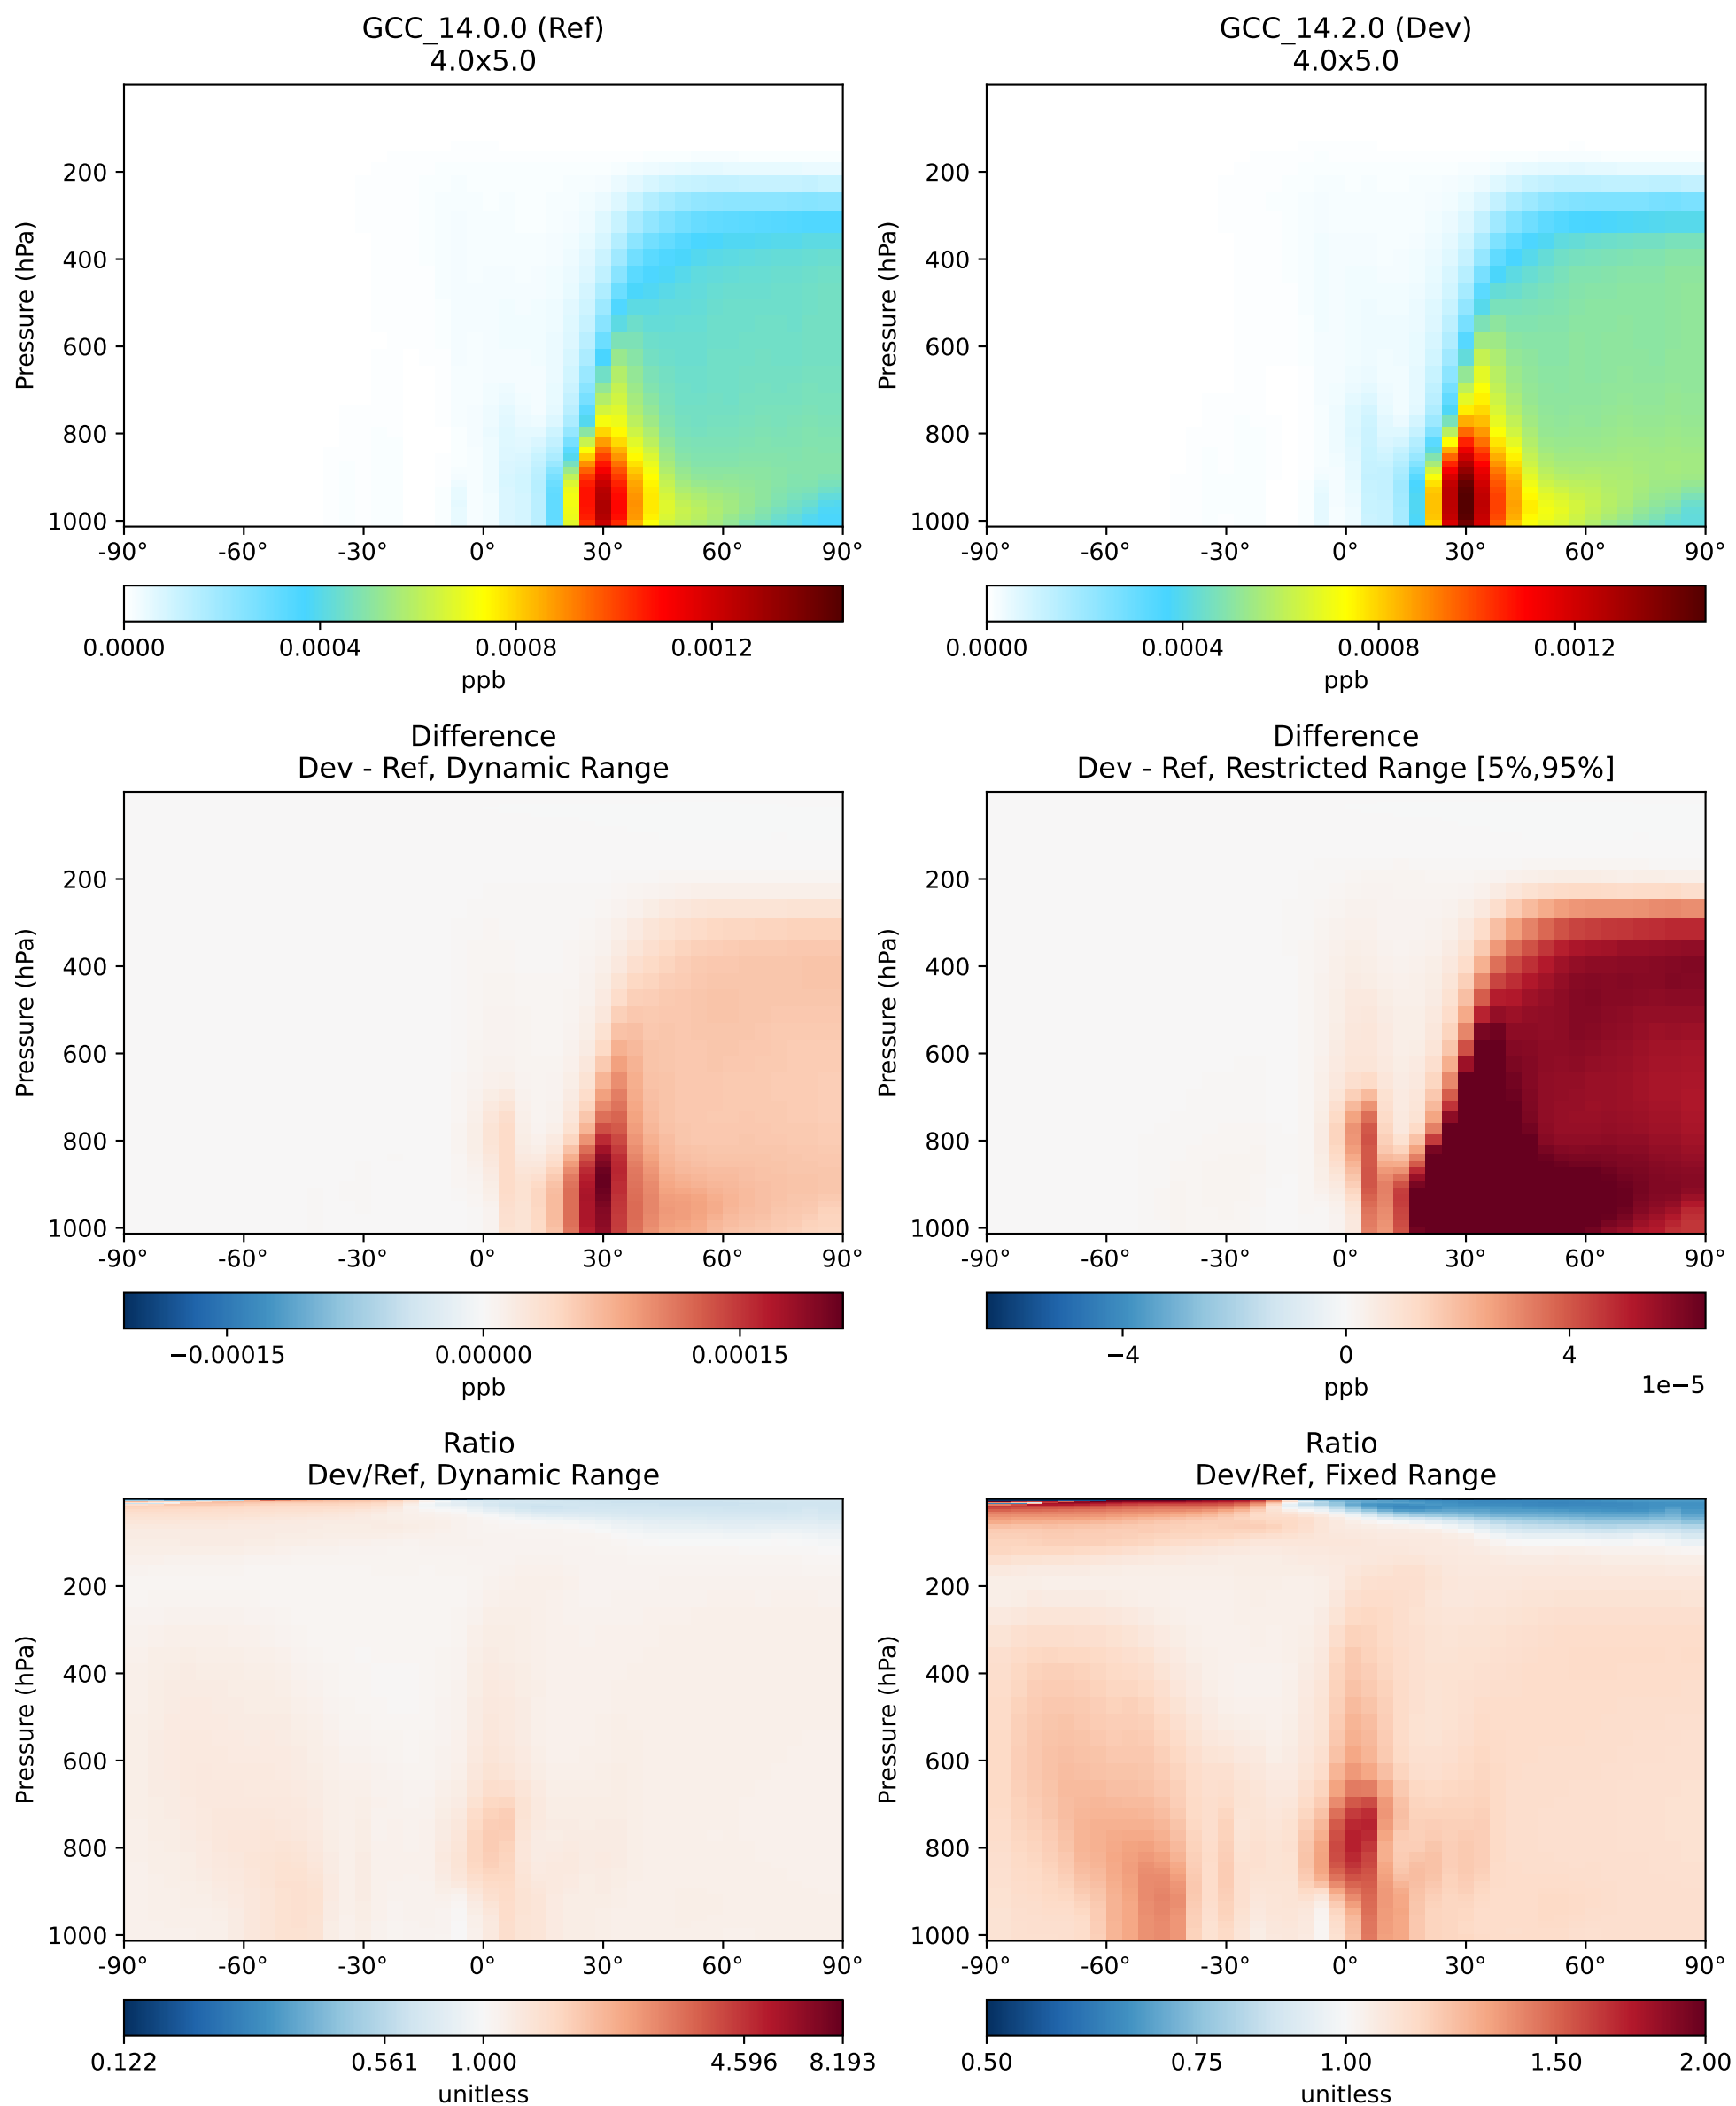 GCC_14.0.0 (Ref)
4.0x5.0
GCC_14.2.0 (Dev)
4.0x5.0
Pressure (hPa)
200
400
600
800
1000
-90° -60° -30° 0° 30° 60° 90°
0.0000 0.0004 0.0008 0.0012
ppb
Pressure (hPa)
200
400
600
800
1000
-90° -60° -30° 0° 30° 60° 90°
0.0000 0.0004 0.0008 0.0012
ppb
Difference
Dev - Ref, Dynamic Range
Difference
Dev - Ref, Restricted Range [5%,95%]
Pressure (hPa)
200
400
600
800
1000
-90° -60° -30° 0° 30° 60° 90°
−0.00015 0.00000 0.00015
ppb
Pressure (hPa)
200
400
600
800
1000
-90° -60° -30° 0° 30° 60° 90°
−4 0 4
1e−5
ppb
Ratio
Dev/Ref, Dynamic Range
Ratio
Dev/Ref, Fixed Range
Pressure (hPa)
200
400
600
800
1000
-90° -60° -30° 0° 30° 60° 90°
0.122 0.561 1.000 4.596 8.193
unitless
Pressure (hPa)
200
400
600
800
1000
-90° -60° -30° 0° 30° 60° 90°
0.50 0.75 1.00 1.50 2.00
unitless